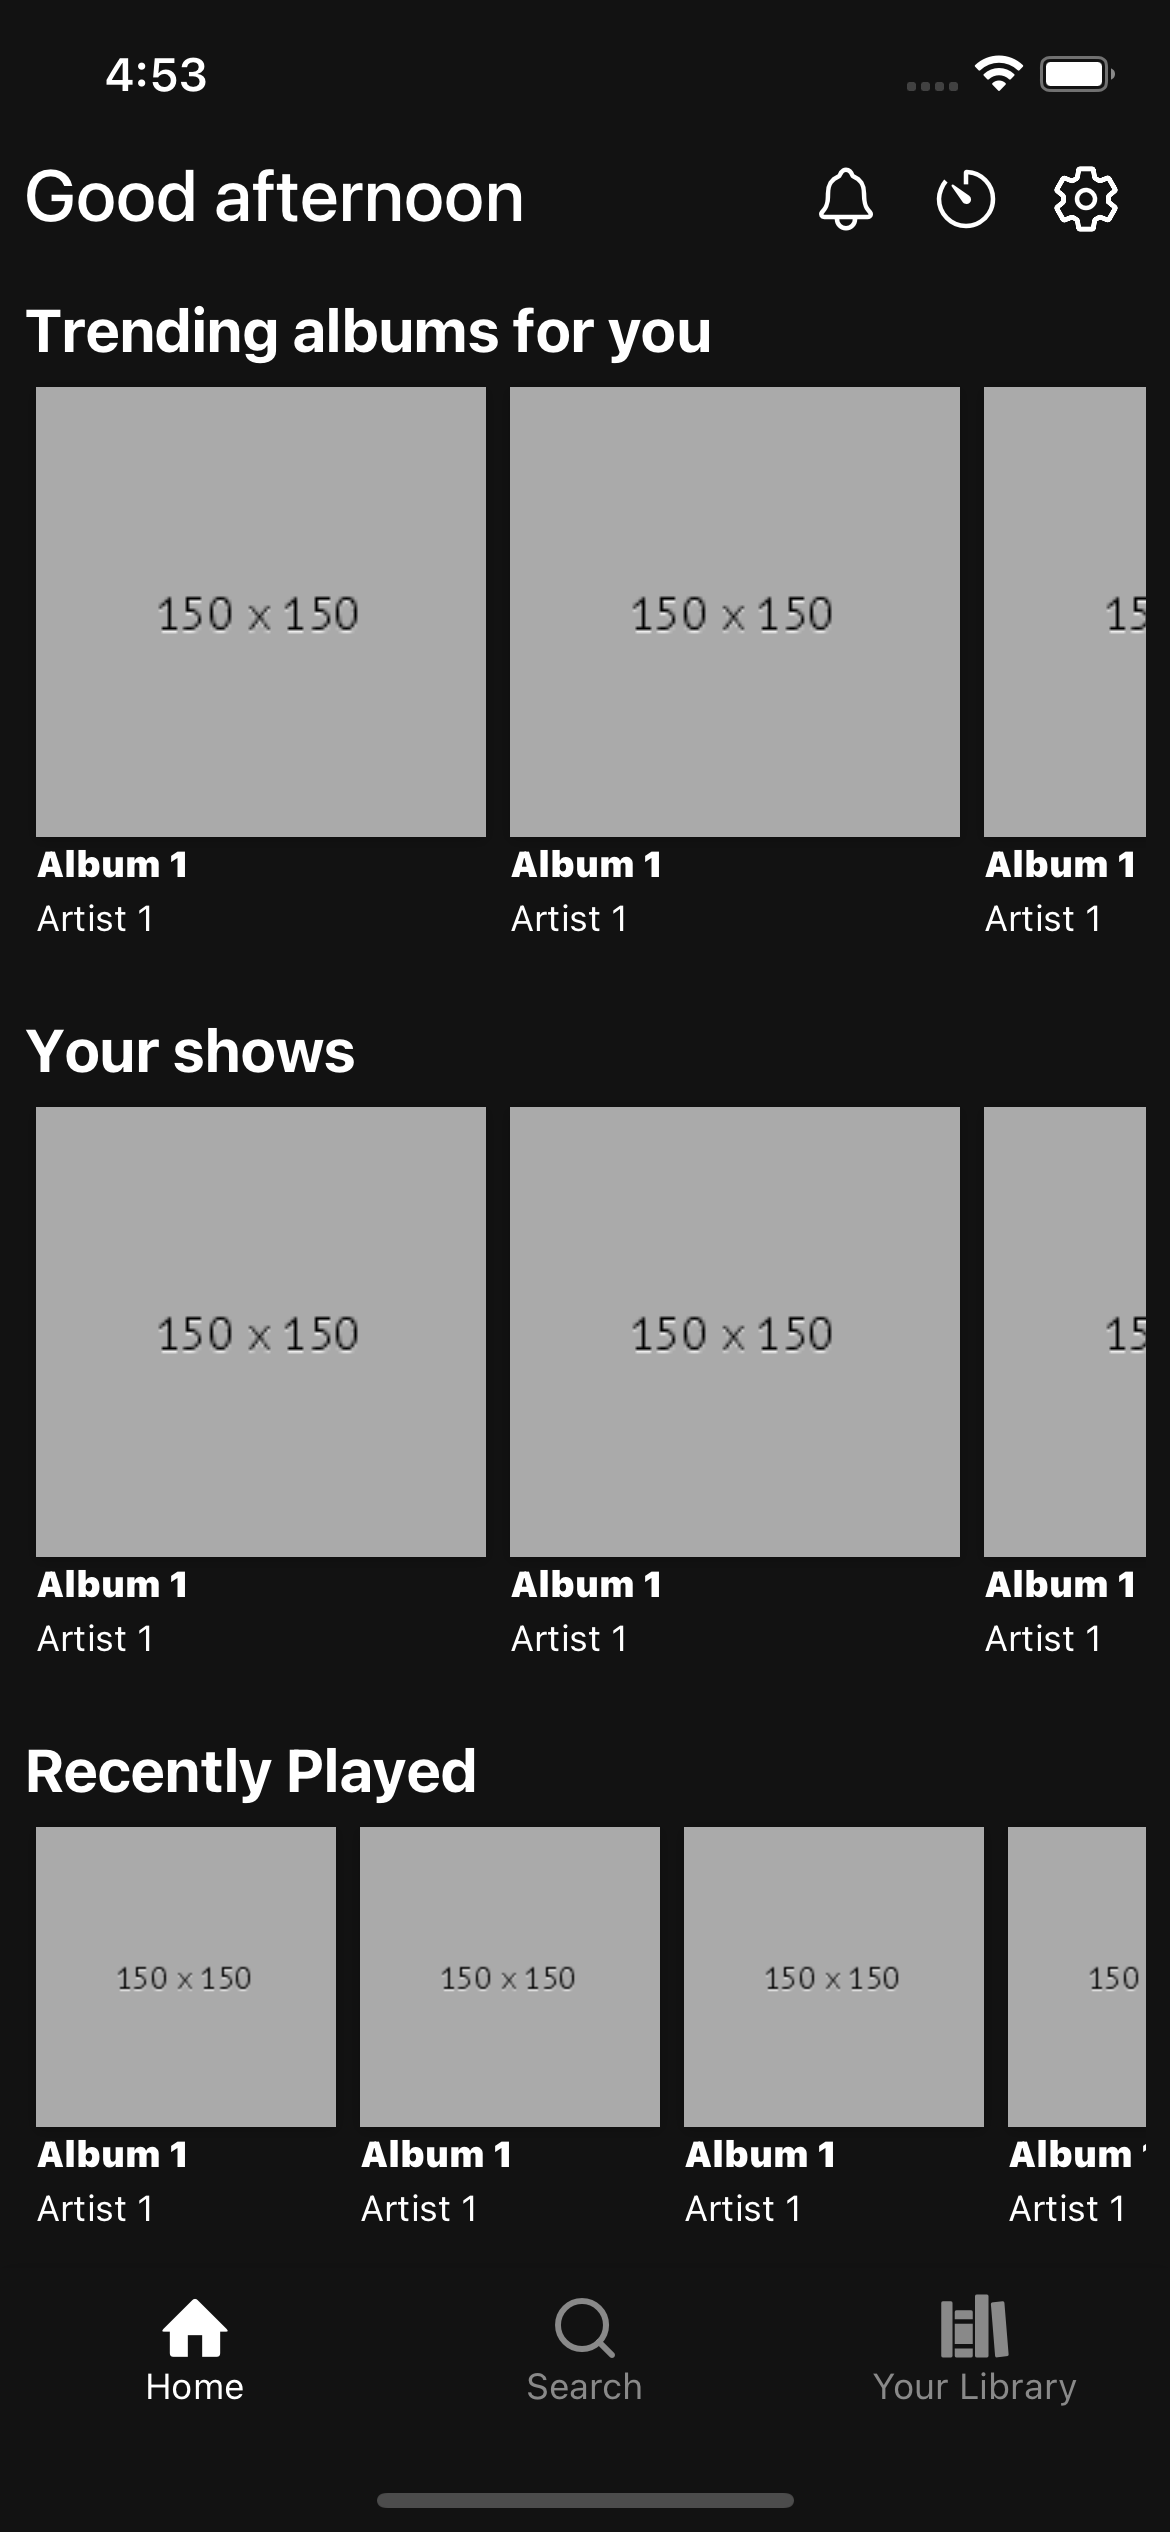 4:53
Good afternoon
Trending albums for you
150 x 150 150 x 150 15
Album 1 Album 1 Album 1
Artist 1 Artist 1 Artist 1
Your shows
150 x 150 150 x 150 15
Album 1 Album 1 Album 1
Artist 1 Artist 1 Artist 1
Recently Played
150 x 150 150 x 150 150 x 150 150
Album 1 Album 1 Album 1 Album
Artist 1 Artist 1 Artist 1 Artist 1
Home Search Your Library